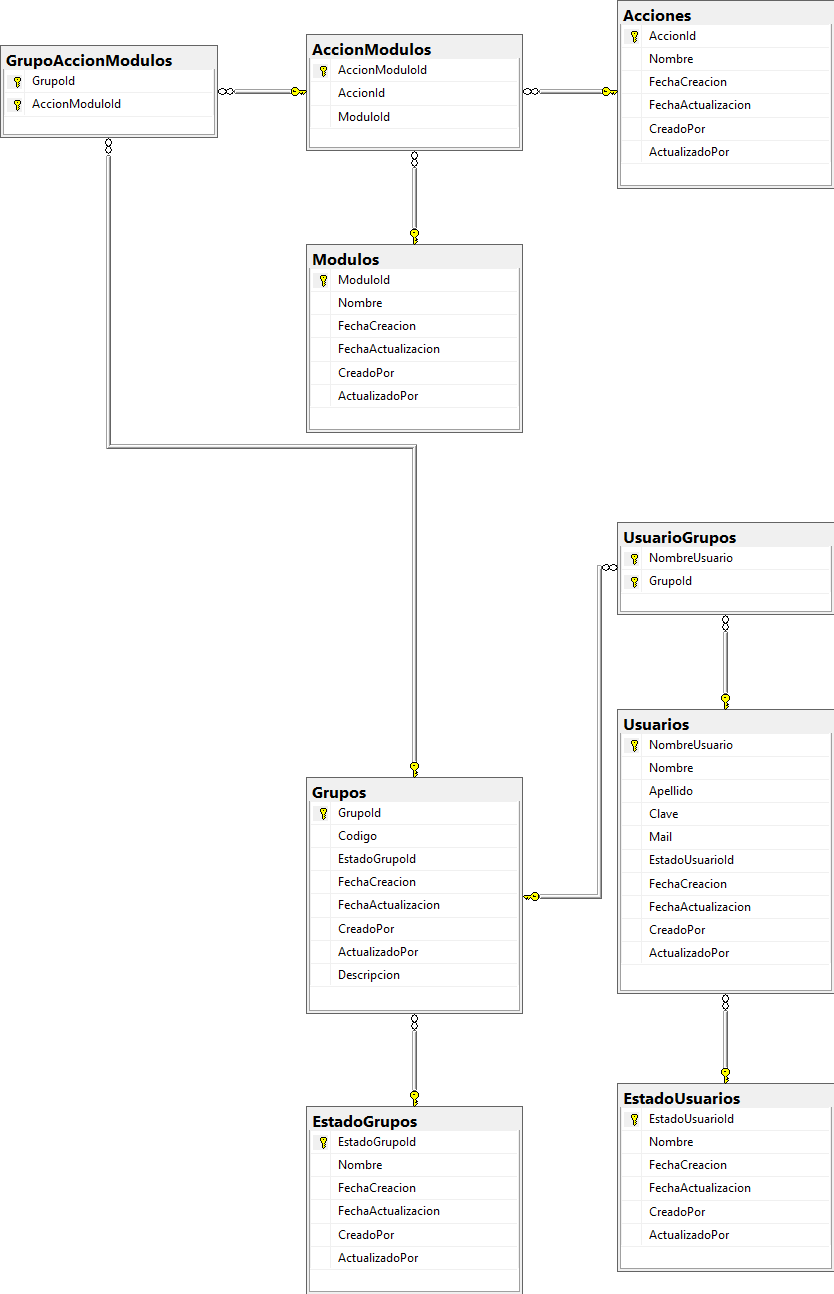 GrupoAccionModulos
GrupoId
AccionModuloId
AccionModulos
AccionModuloId
AccionId
ModuloId
Acciones
AccionId
Nombre
FechaCreacion
FechaActualizacion
CreadoPor
ActualizadoPor
Modulos
ModuloId
Nombre
FechaCreacion
FechaActualizacion
CreadoPor
ActualizadoPor
UsuarioGrupos
NombreUsuario
GrupoId
Usuarios
NombreUsuario
Nombre
Apellido
Clave
Mail
EstadoUsuarioId
FechaCreacion
FechaActualizacion
CreadoPor
ActualizadoPor
Grupos
GrupoId
Codigo
EstadoGrupoId
FechaCreacion
FechaActualizacion
CreadoPor
ActualizadoPor
Descripcion
EstadoGrupos
EstadoGrupoId
Nombre
FechaCreacion
FechaActualizacion
CreadoPor
ActualizadoPor
EstadoUsuarios
EstadoUsuarioId
Nombre
FechaCreacion
FechaActualizacion
CreadoPor
ActualizadoPor